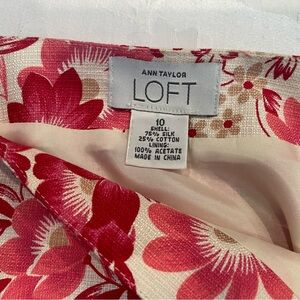 ANN TAYLOR
LOFT
10
SHELL:
75% SILK
25% COTTON
LINING:
100% ACETATE
MADE IN CHINA